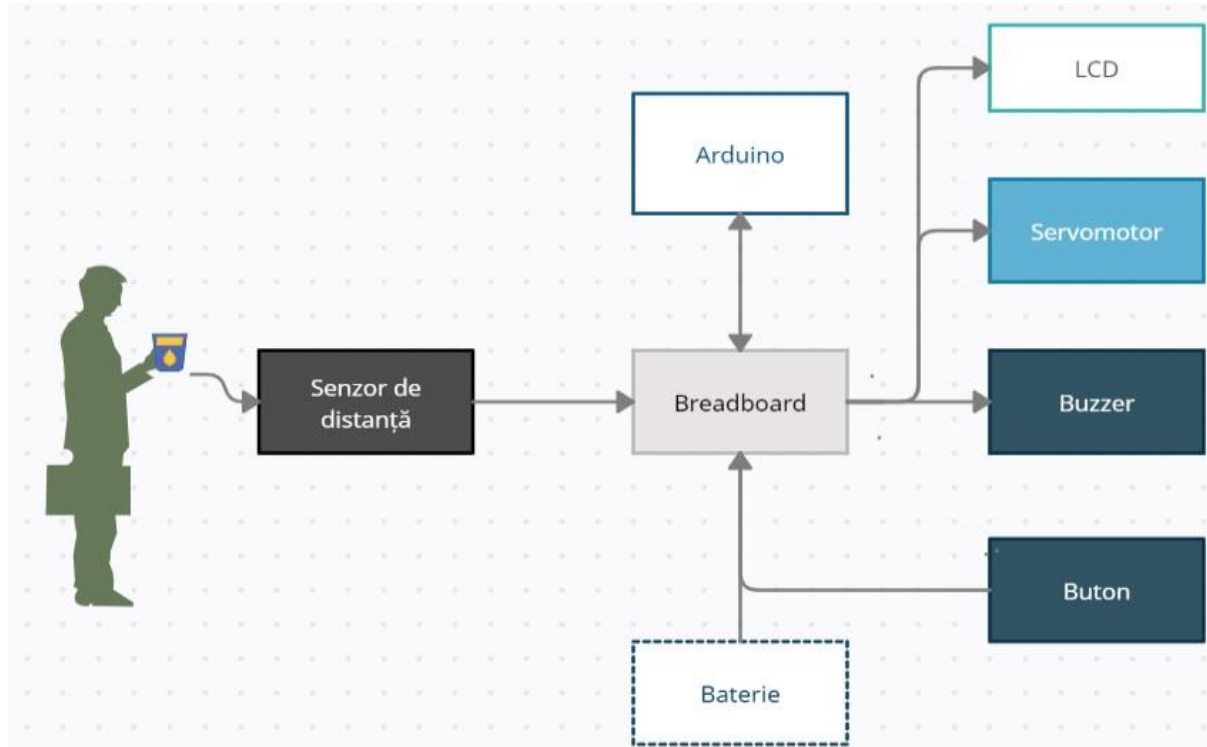 LCD
Arduino
Servomotor
Senzor de
distanță
Breadboard
Buzzer
Buton
Baterie